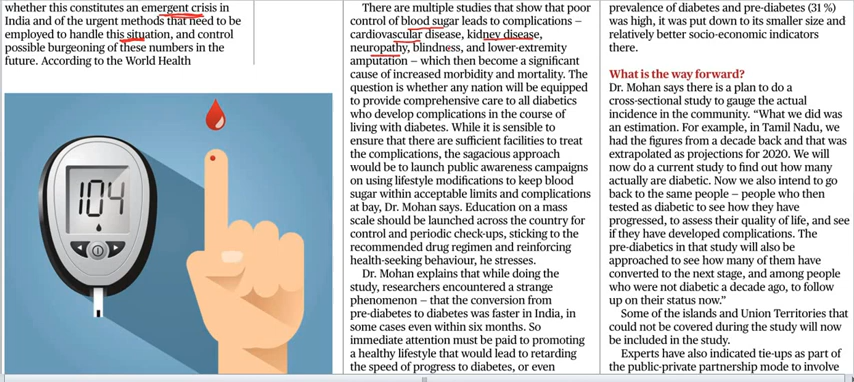 whether this constitutes an emergent crisis in
India and of the urgent methods that need to be
employed to handle this situation, and control
possible burgeoning of these numbers in the
future. According to the World Health
104
There are multiple studies that show that poor
control of blood sugar leads to complications –
cardiovascular disease, kidney disease,
neuropathy, blindness, and lower-extremity
amputation – which then become a significant
cause of increased morbidity and mortality. The
question is whether any nation will be equipped
to provide comprehensive care to all diabetics
who develop complications in the course of
living with diabetes. While it is sensible to
ensure that there are sufficient facilities to treat
the complications, the sagacious approach
would be to launch public awareness campaigns
on using lifestyle modifications to keep blood
sugar within acceptable limits and complications
at bay, Dr. Mohan says. Education on a mass
scale should be launched across the country for
control and periodic check-ups, sticking to the
recommended drug regimen and reinforcing
health-seeking behaviour, he stresses.
Dr. Mohan explains that while doing the
study, researchers encountered a strange
phenomenon – that the conversion from
pre-diabetes to diabetes was faster in India, in
some cases even within six months. So
immediate attention must be paid to promoting
a healthy lifestyle that would lead to retarding
the speed of progress to diabetes, or even
prevalence of diabetes and pre-diabetes (31 %)
was high, it was put down to its smaller size and
relatively better socio-economic indicators
there.
What is the way forward?
Dr. Mohan says there is a plan to do a
cross-sectional study to gauge the actual
incidence in the community. “What we did was
an estimation. For example, in Tamil Nadu, we
had the figures from a decade back and that was
extrapolated as projections for 2020. We will
now do a current study to find out how many
actually are diabetic. Now we also intend to go
back to the same people – people who then
tested as diabetic to see how they have
progressed, to assess their quality of life, and see
if they have developed complications. The
pre-diabetics in that study will also be
approached to see how many of them have
converted to the next stage, and among people
who were not diabetic a decade ago, to follow
up on their status now.”
Some of the islands and Union Territories that
could not be covered during the study will now
be included in the study.
Experts have also indicated tie-ups as part of
the public-private partnership mode to involve